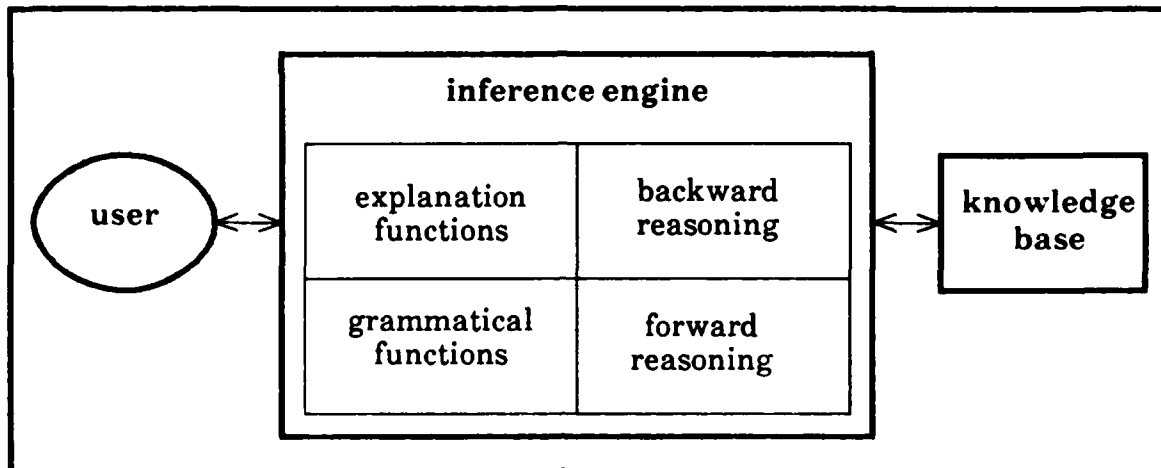 inference engine
user
explanation
functions
backward
reasoning
knowledge
base
grammatical
functions
forward
reasoning